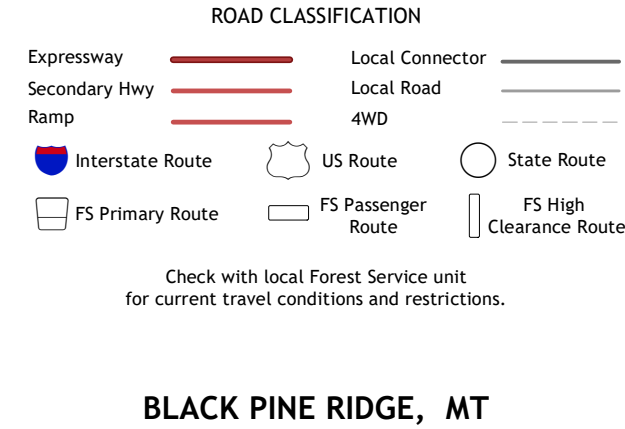 ROAD CLASSIFICATION
Expressway
Local Connector
Secondary Hwy
Local Road
Ramp
4WD
Interstate Route
US Route
State Route
FS Primary Route
FS Passenger
Route
FS High
Clearance Route
Check with local Forest Service unit
for current travel conditions and restrictions.
BLACK PINE RIDGE, MT